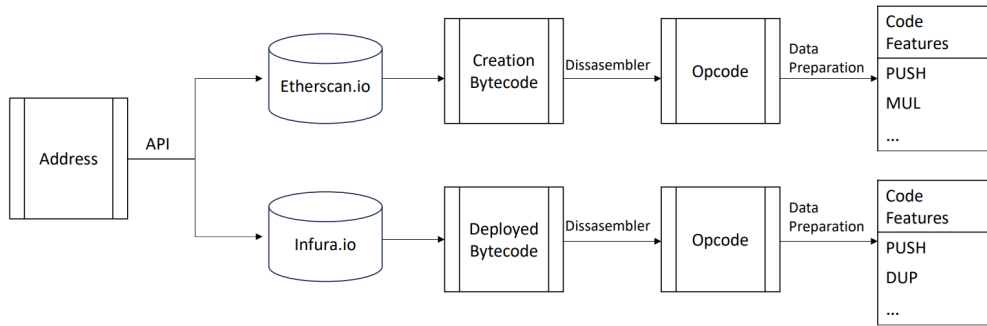 Address
API
Etherscan.io
Creation
Bytecode
Dissasembler
Opcode
Data
Preparation
Code
Features
PUSH
MUL
...
Infura.io
Deployed
Bytecode
Dissasembler
Opcode
Data
Preparation
Code
Features
PUSH
DUP
...